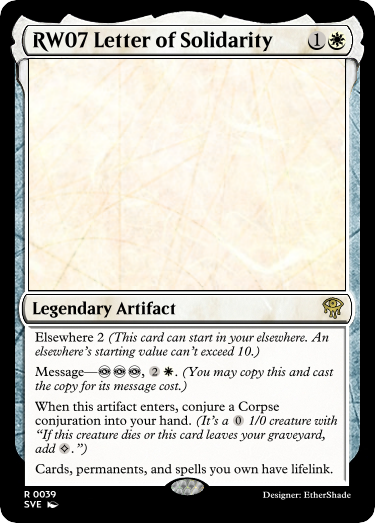 RW07 Letter of Solidarity 1
Legendary Artifact
Elsewhere 2 (This card can start in your elsewhere. An
elsewhere's starting value can't exceed 10.)
Message—, 2 . (You may copy this and cast
the copy for its message cost.)
When this artifact enters, conjure a Corpse
conjuration into your hand. (It's a 0 1/0 creature with
"If this creature dies or this card leaves your graveyard,
add .")
Cards, permanents, and spells you own have lifelink.
R 0039
SVE
Designer: EtherShade